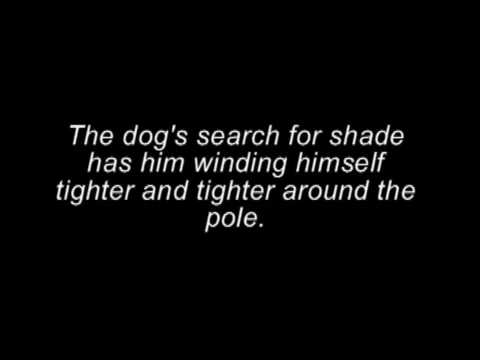 The dog's search for shade
has him winding himself
tighter and tighter around the
pole.